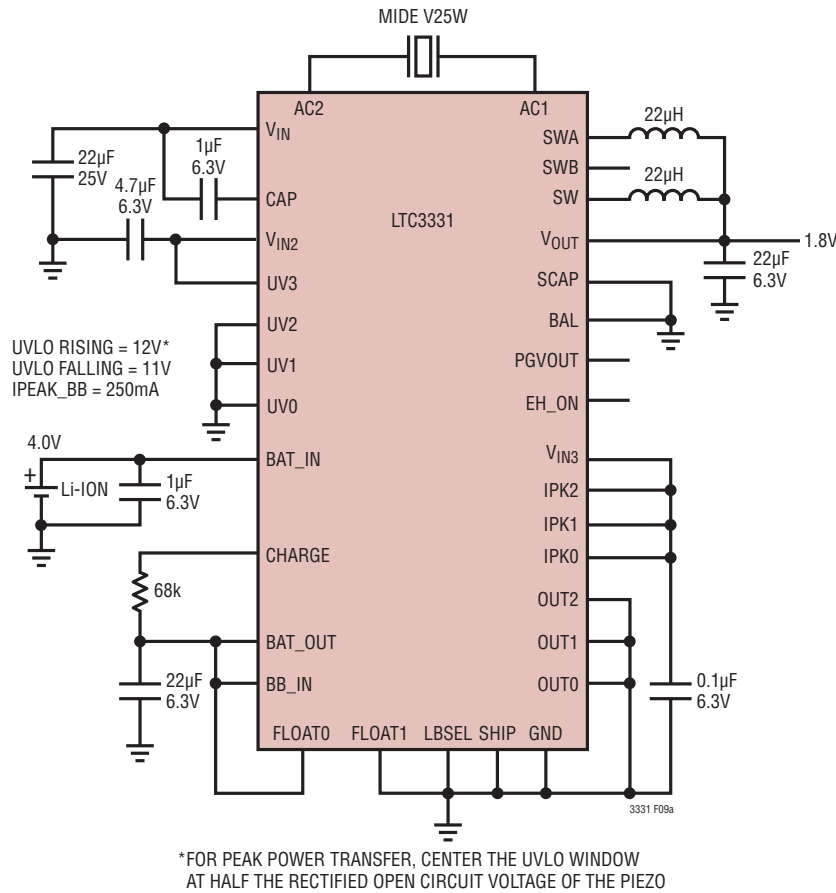 MIDE V25W
AC2
AC1
VIN
1µF
6.3V
22µF
25V
4.7µF
6.3V
CAP
VIN2
UV3
UV2
UV1
UV0
UVLO RISING = 12V*
UVLO FALLING = 11V
IPEAK_BB = 250mA
4.0V
+
Li-ION
1µF
6.3V
BAT_IN
CHARGE
68k
BAT_OUT
22µF
6.3V
BB_IN
LTC3331
22µH
SWA
SWB
22µH
SW
VOUT
1.8V
22µF
6.3V
SCAP
BAL
PGVOUT
EH_ON
VIN3
IPK2
IPK1
IPK0
OUT2
OUT1
OUT0
0.1µF
6.3V
FLOAT0 FLOAT1 LBSEL SHIP GND
3331 F09a
*FOR PEAK POWER TRANSFER, CENTER THE UVLO WINDOW
AT HALF THE RECTIFIED OPEN CIRCUIT VOLTAGE OF THE PIEZO